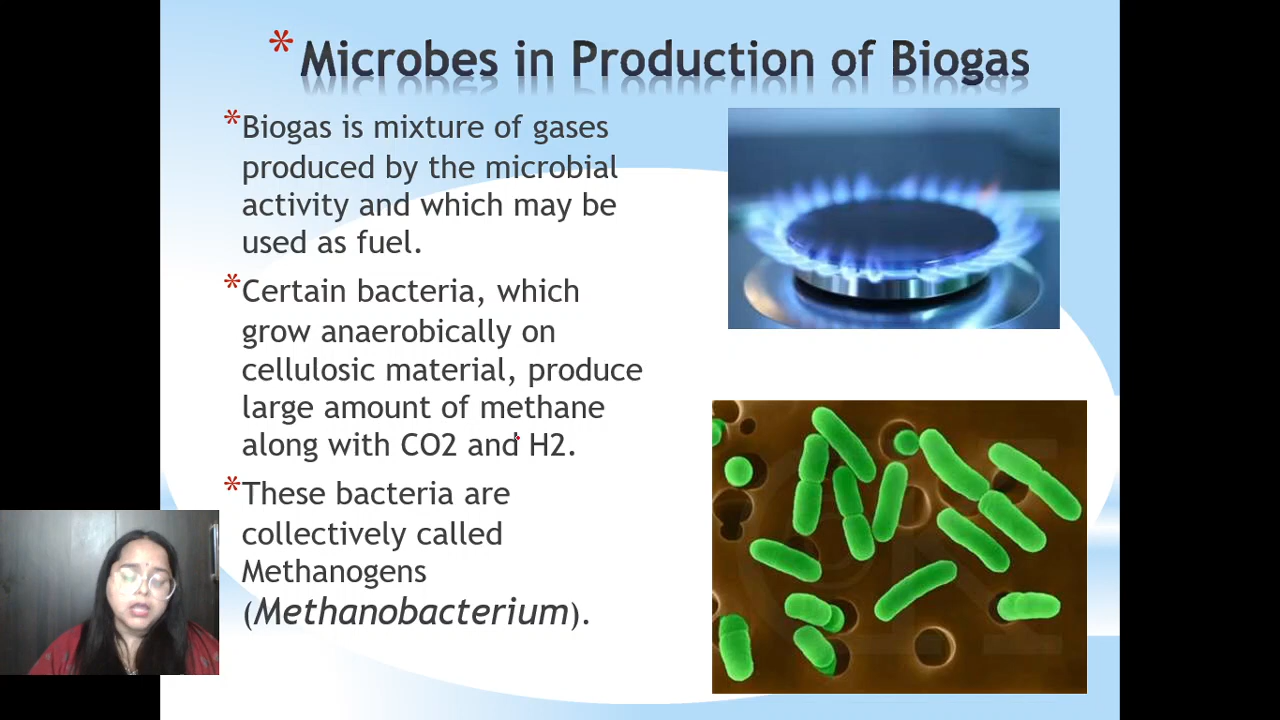 * Microbes in Production of Biogas
* Biogas is mixture of gases
produced by the microbial
activity and which may be
used as fuel.
* Certain bacteria, which
grow anaerobically on
cellulosic material, produce
large amount of methane
along with CO2 and H2.
* These bacteria are
collectively called
Methanogens
(Methanobacterium).